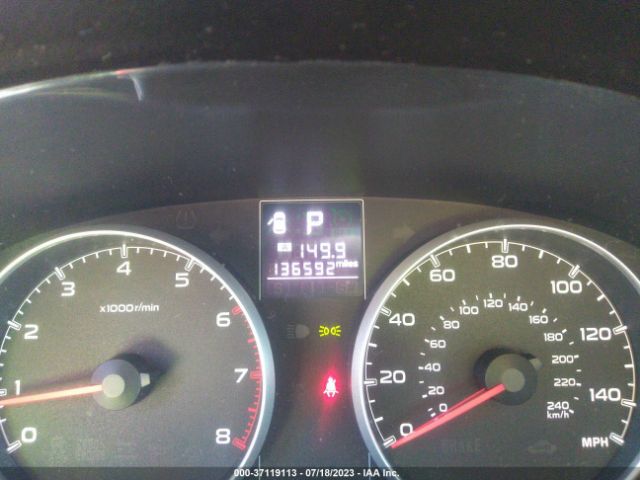 P
A 149.9
136592 miles
0 1 2 3 4 5 6 7 8
x1000r/min
0 20 40 60 80 100 120 140
MPH
0 20 40 60 80 100 120 140 160 180 200 220 240
km/h
BRAKE
000-37119113 - 07/18/2023 - IAA Inc.